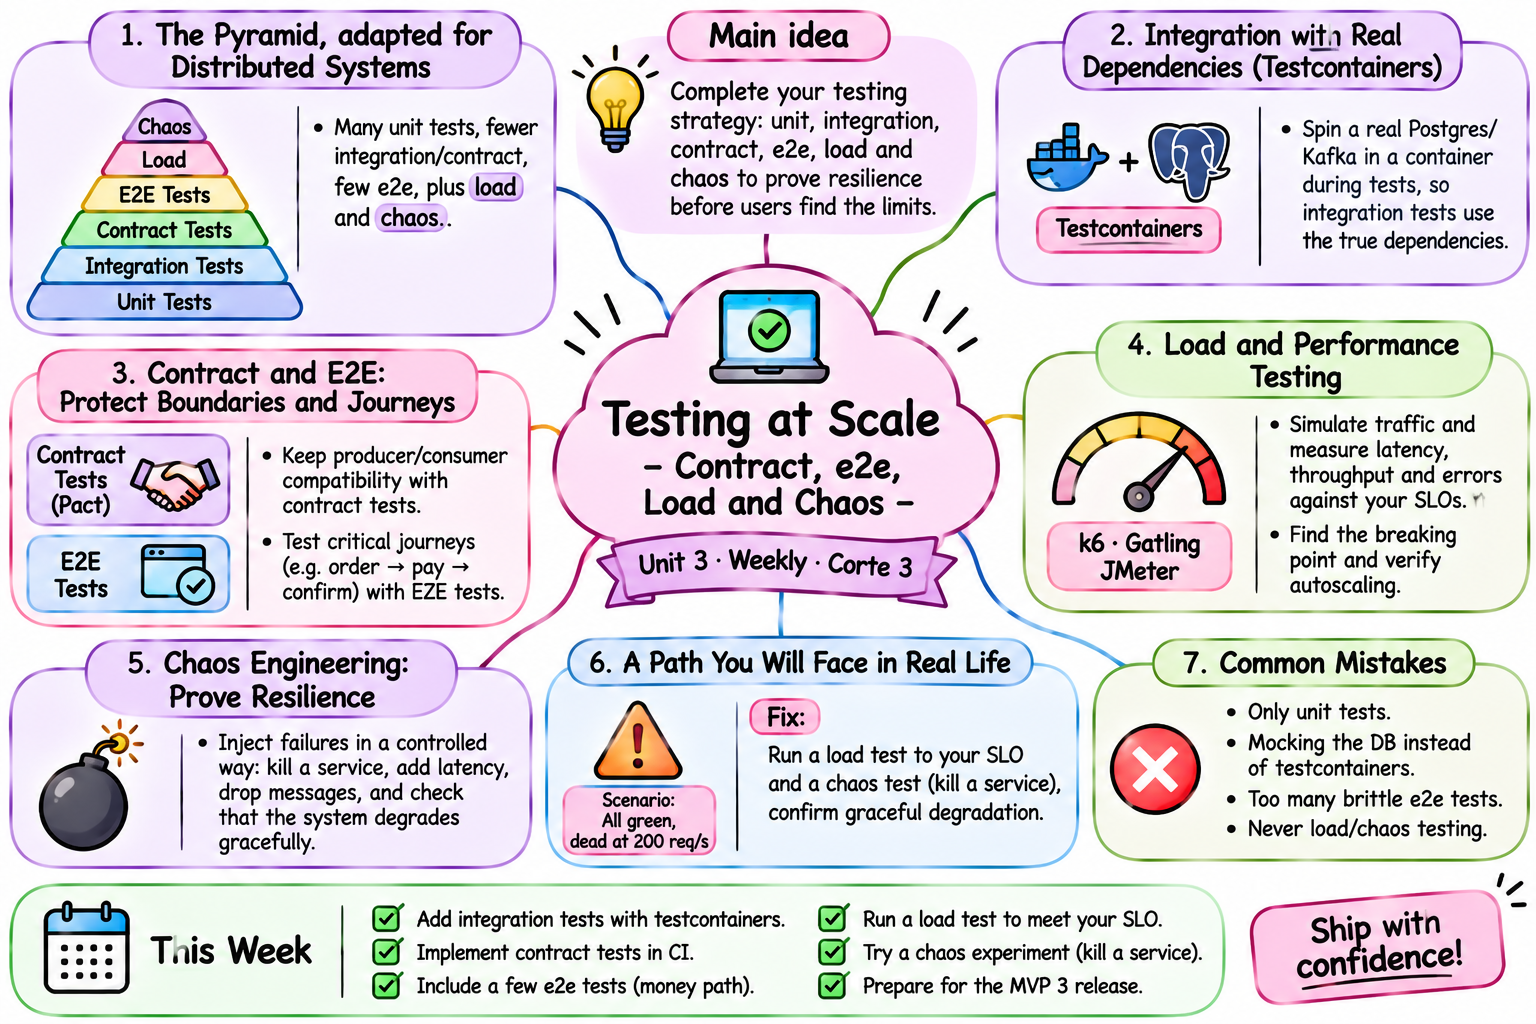 1. The Pyramid, adapted for
Distributed Systems
Chaos
Load
E2E Tests
Contract Tests
Integration Tests
Unit Tests
• Many unit tests, fewer
integration/contract,
few e2e, plus load
and chaos..
Main idea
Complete your testing
strategy: unit, integration,
contract, e2e, load and
chaos to prove resilience
before users find the limits.
2. Integration with Real
Dependencies (Testcontainers)
+
Testcontainers
• Spin a real Postgres/
Kafka in a container
during tests, so
integration tests use
the true dependencies.
Testing at Scale
– Contract, e2e,
Load and Chaos –
Unit 3 · Weekly · Corte 3
3. Contract and E2E:
Protect Boundaries and Journeys
Contract
Tests
(Pact)
E2E
Tests
• Keep producer/consumer
compatibility with
contract tests.
• Test critical journeys
(e.g. order → pay →
confirm) with EZE tests.
4. Load and Performance
Testing
k6 · Gatling
JMeter
• Simulate traffic and
measure latency,
throughput and errors
against your SLOs.
• Find the breaking
point and verify
autoscaling.
5. Chaos Engineering:
Prove Resilience
• Inject failures in a controlled
way: kill a service, add latency,
drop messages, and check
that the system degrades
gracefully.
6. A Path You Will Face in Real Life
Scenario:
All green,
dead at 200 req/s
Fix:
Run a load test to your SLO
and a chaos test (kill a service),
confirm graceful degradation.
7. Common Mistakes
• Only unit tests.
• Mocking the DB instead
of testcontainers.
• Too many brittle e2e tests.
• Never load/chaos testing.
This Week
Add integration tests with testcontainers.
Implement contract tests in CI.
Include a few e2e tests (money path).
Run a load test to meet your SLO.
Try a chaos experiment (kill a service).
Prepare for the MVP 3 release.
Ship with
confidence!